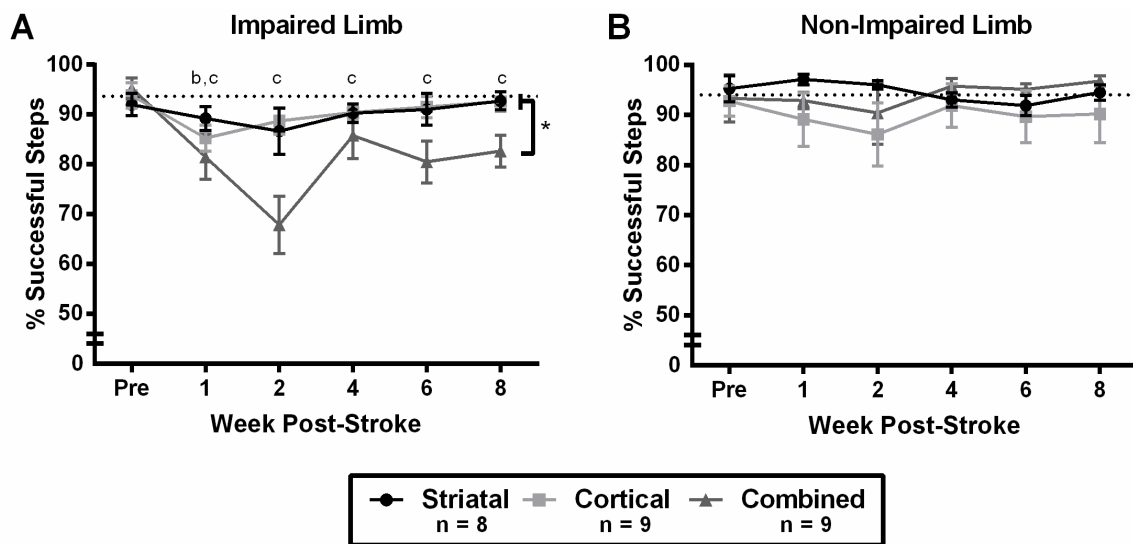 A
Impaired Limb
% Successful Steps
100
90
80
70
60
50
0
b,c
c
c
c
c
*
Pre
1
2
4
6
8
Week Post-Stroke
B
Non-Impaired Limb
% Successful Steps
100
90
80
70
60
50
0
Pre
1
2
4
6
8
Week Post-Stroke
Striatal Cortical Combined
n = 8 n = 9 n = 9